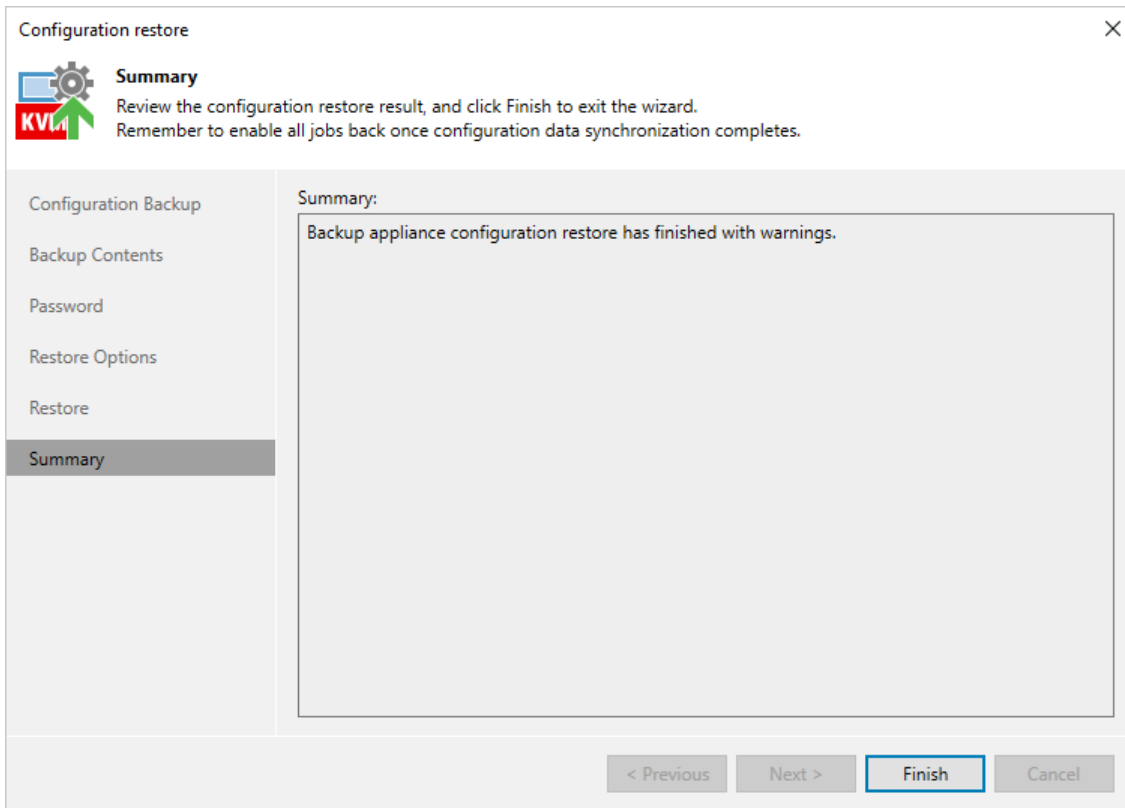 Configuration restore
Summary
Review the configuration restore result, and click Finish to exit the wizard.
Remember to enable all jobs back once configuration data synchronization completes.
KVM
Configuration Backup
Backup Contents
Password
Restore Options
Restore
Summary
Summary:
Backup appliance configuration restore has finished with warnings.
< Previous
Next >
Finish
Cancel